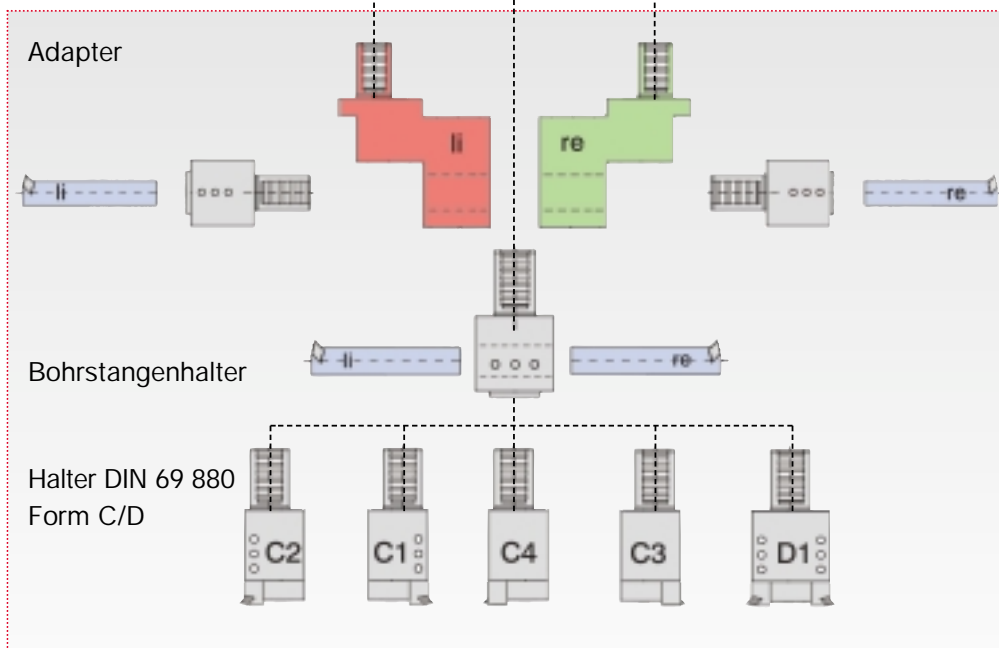 Adapter
li
re
li
re
li
re
Bohrstangenhalter
Halter DIN 69 880
Form C/D
C2
C1
C4
C3
D1